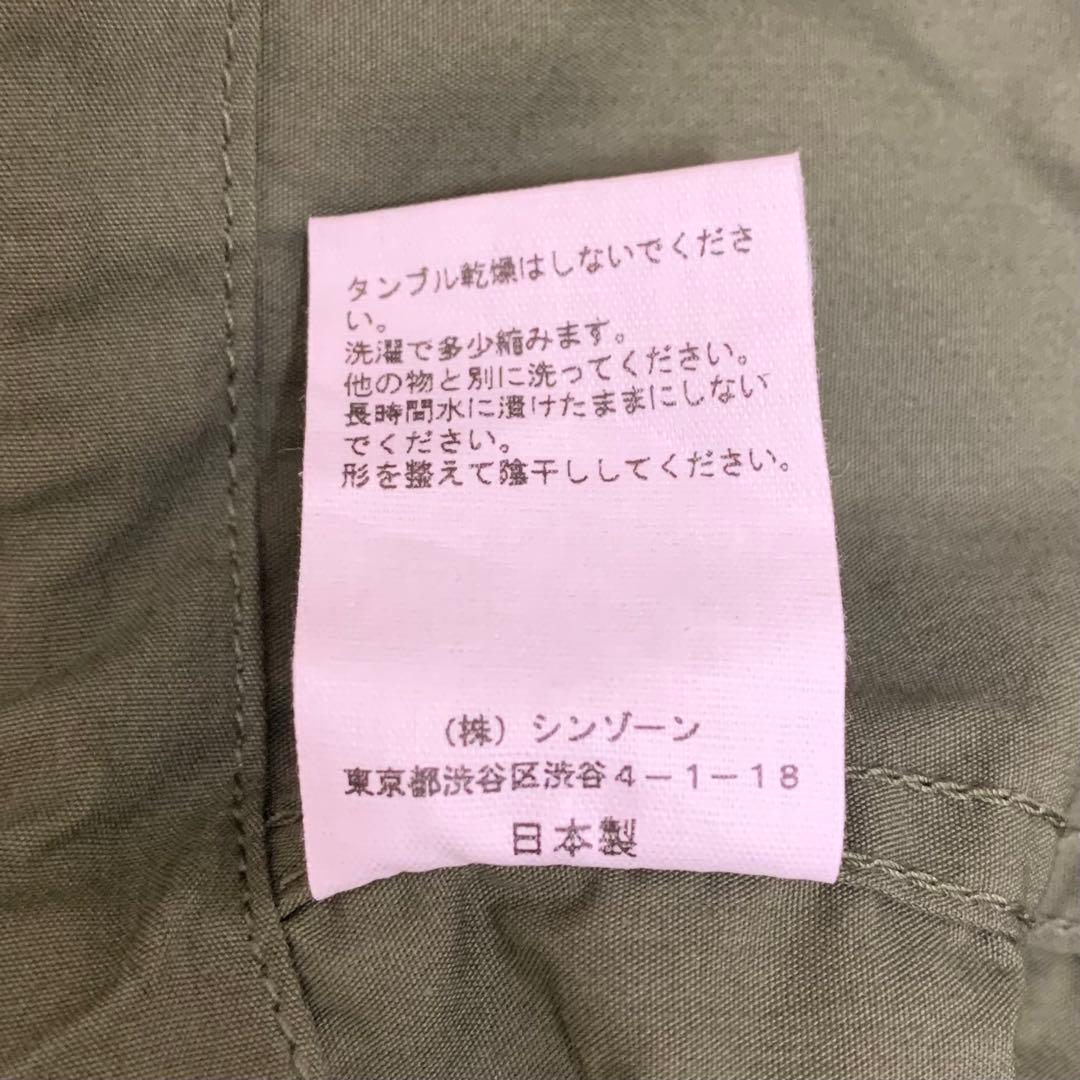 タンブル乾燥はしないでくださ
い。
洗濯で多少縮みます。
他の物と別に洗ってください。
長時間水に漬けたままにしない
でください。
形を整えて陰干ししてください。
(株) シンゾーン
東京都渋谷区渋谷4-1-18
日本製